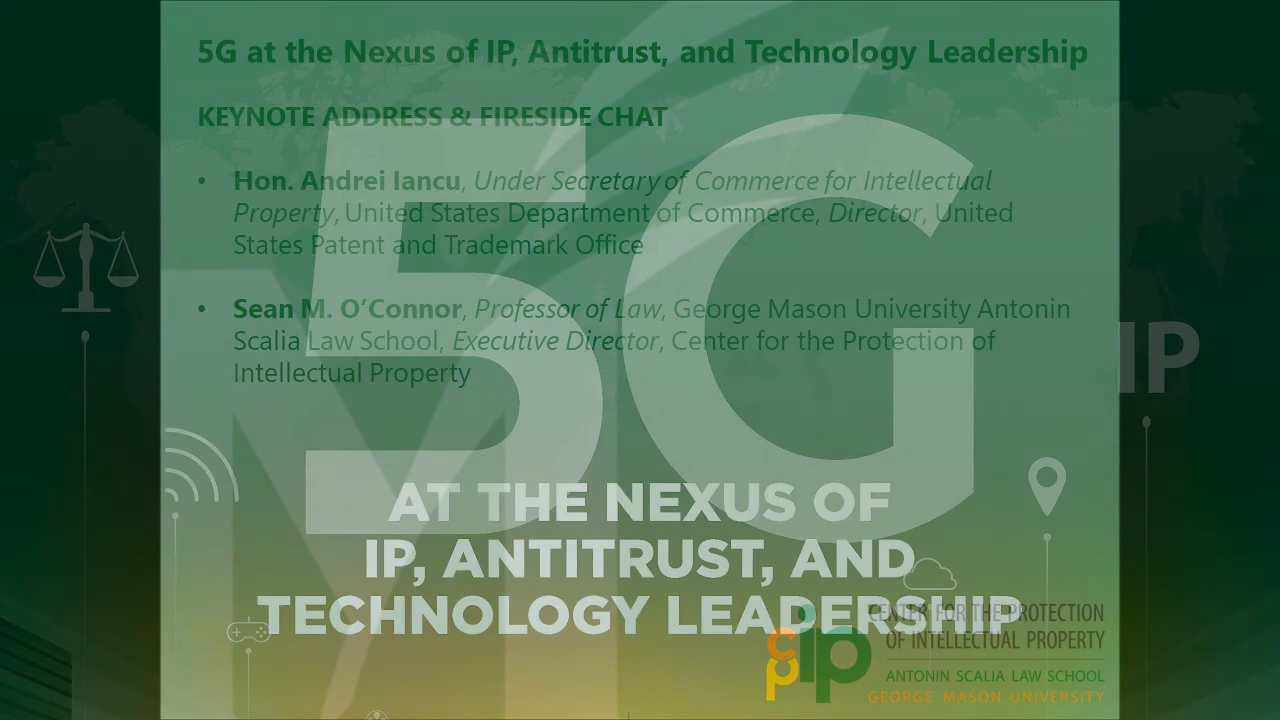 5G at the Nexus of IP, Antitrust, and Technology Leadership
KEYNOTE ADDRESS & FIRESIDE CHAT
• Hon. Andrei Iancu, Under Secretary of Commerce for Intellectual
Property, United States Department of Commerce, Director, United
States Patent and Trademark Office
• Sean M. O’Connor, Professor of Law, George Mason University Antonin
Scalia Law School, Executive Director, Center for the Protection of
Intellectual Property
5G
IP
AT THE NEXUS OF
IP, ANTITRUST, AND
TECHNOLOGY LEADERSHIP
cpip
CENTER FOR THE PROTECTION
OF INTELLECTUAL PROPERTY
ANTONIN SCALIA LAW SCHOOL
GEORGE MASON UNIVERSITY